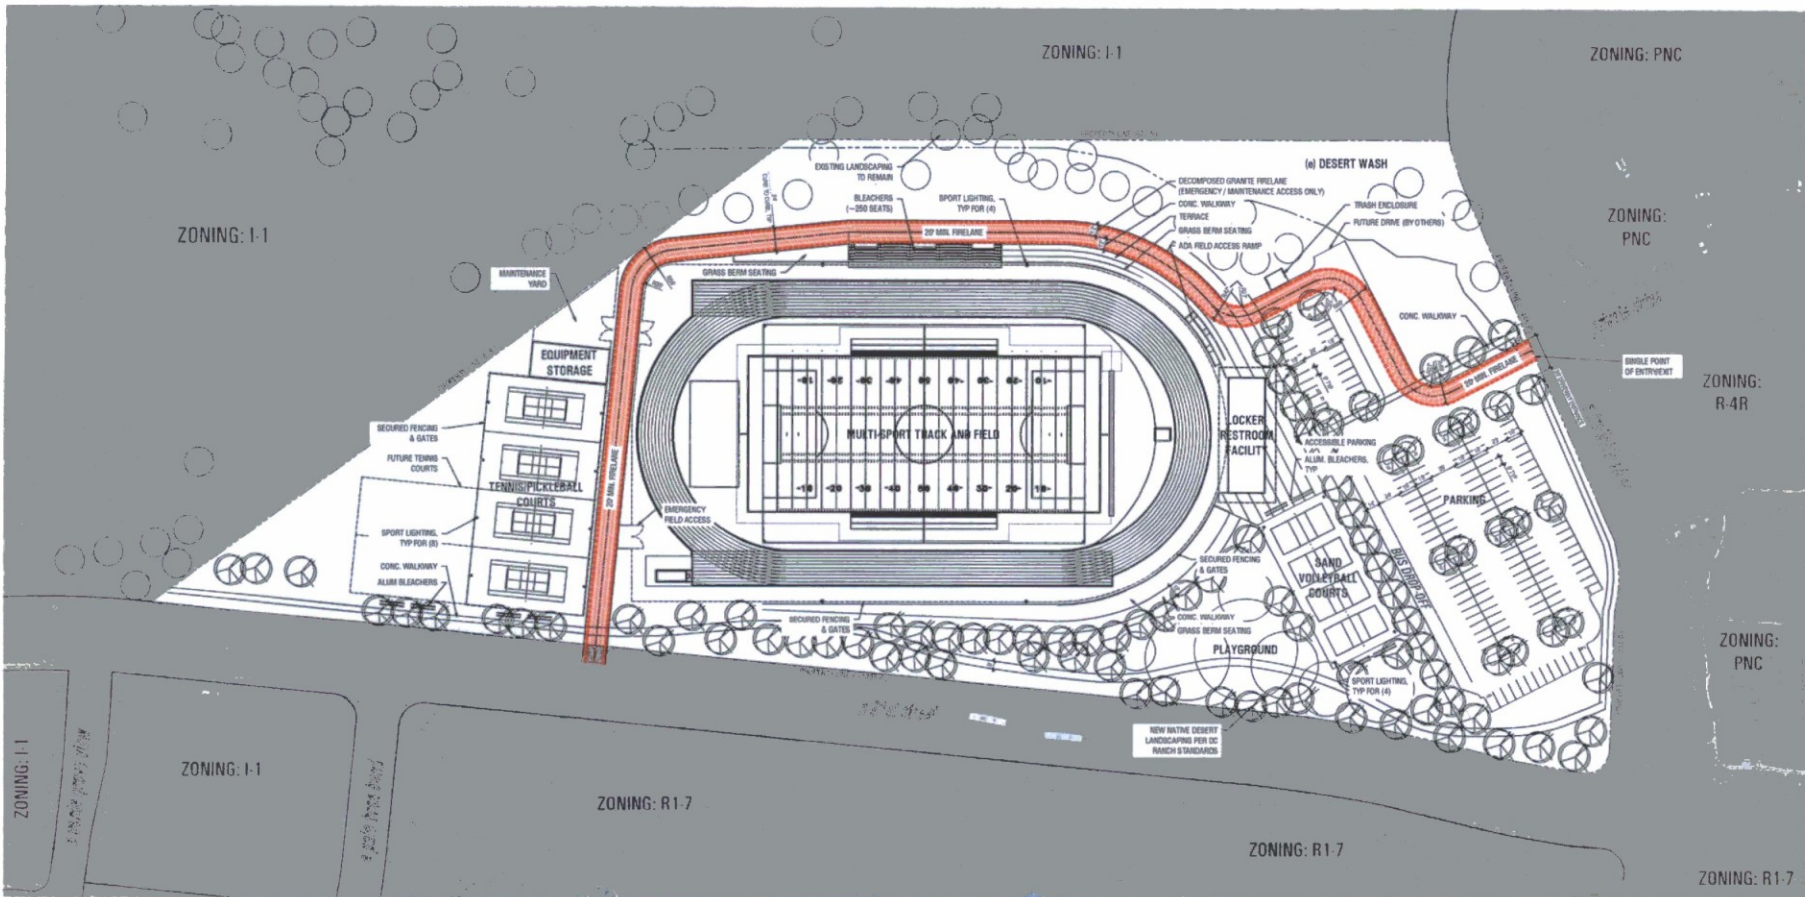 ZONING: I-1
ZONING: PNC
EXISTING LANDSCAPING
TO REMAIN
(e) DESERT WASH
DECOMPOSED GRANITE FIRELANE
(EMERGENCY / MAINTENANCE ACCESS ONLY)
BLEACHERS
(~250 SEATS)
SPORT LIGHTING,
TYP FOR (4)
CONC. WALKWAY
TRASH ENCLOSURE
TERRACE
FUTURE DRIVE (BY OTHERS)
ZONING:
PNC
ZONING: I-1
20' MIN. FIRELANE
GRASS BERM SEATING
ADA FIELD ACCESS RAMP
MAINTENANCE
YARD
GRASS BERM SEATING
CONC. WALKWAY
EQUIPMENT
STORAGE
20' MIN. FIRELANE
SINGLE POINT
OF ENTRY/EXIT
ZONING:
R-4R
SECURED FENCING
& GATES
MULTI-SPORT TRACK AND FIELD
LOCKER
RESTROOM
FACILITY
ACCESSIBLE PARKING
ALUM. BLEACHERS,
TYP
FUTURE TENNIS
COURTS
TENNIS/PICKLEBALL
COURTS
20' MIN. FIRELANE
PARKING
EMERGENCY
FIELD ACCESS
SPORT LIGHTING,
TYP FOR (8)
CONC. WALKWAY
ALUM BLEACHERS
SECURED FENCING
& GATES
SAND
VOLLEYBALL
COURTS
BUS DROP-OFF
SECURED FENCING
& GATES
CONC. WALKWAY
GRASS BERM SEATING
PLAYGROUND
ZONING:
PNC
SPORT LIGHTING,
TYP FOR (4)
NEW NATIVE DESERT
LANDSCAPING PER DC
RANCH STANDARDS
ZONING: I-1
ZONING: I-1
ZONING: R1-7
ZONING: R1-7
ZONING: R1-7